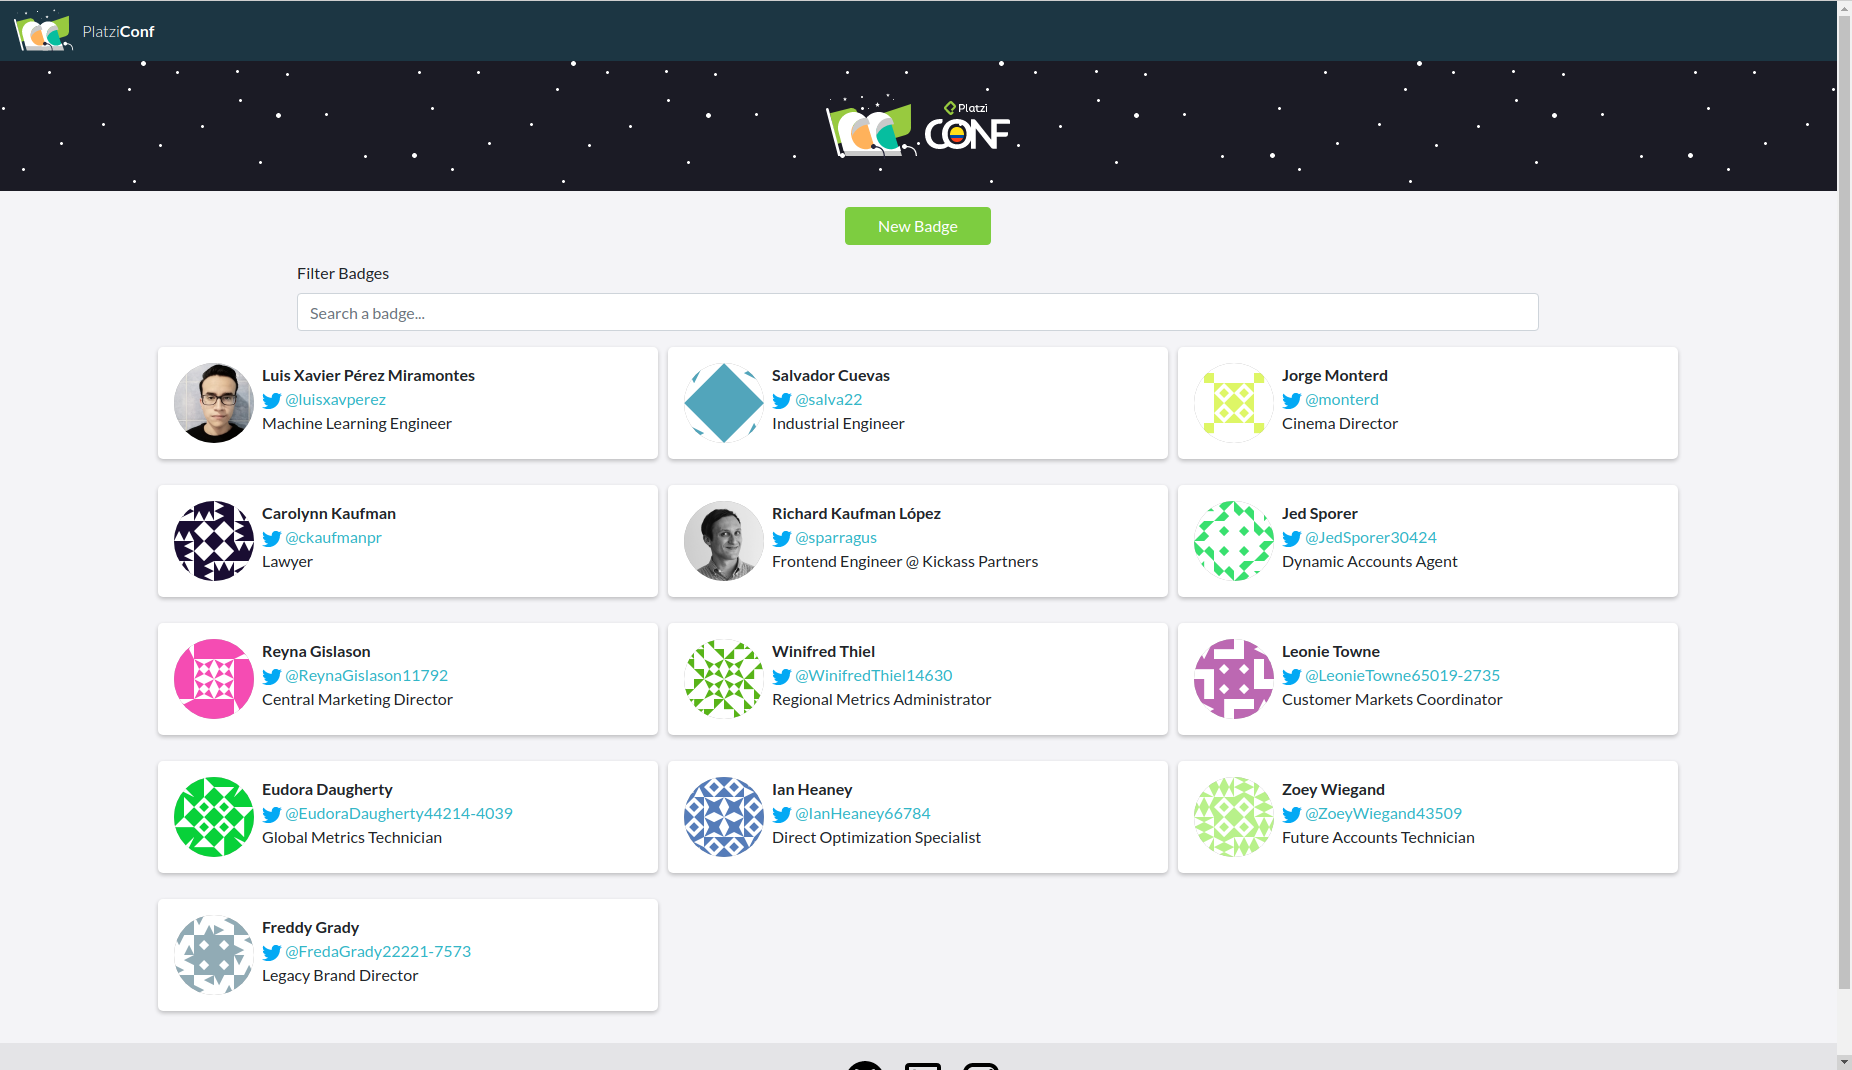 PlatziConf
Platzi
CONF
New Badge
Filter Badges
Search a badge...
Luis Xavier Pérez Miramontes
@luisxavperez
Machine Learning Engineer
Salvador Cuevas
@salva22
Industrial Engineer
Jorge Monterd
@monterd
Cinema Director
Carolynn Kaufman
@ckaufmanpr
Lawyer
Richard Kaufman López
@sparragus
Frontend Engineer @ Kickass Partners
Jed Sporer
@JedSporer30424
Dynamic Accounts Agent
Reyna Gislason
@ReynaGislason11792
Central Marketing Director
Winifred Thiel
@WinifredThiel14630
Regional Metrics Administrator
Leonie Towne
@LeonieTowne65019-2735
Customer Markets Coordinator
Eudora Daugherty
@EudoraDaugherty44214-4039
Global Metrics Technician
Ian Heaney
@IanHeaney66784
Direct Optimization Specialist
Zoey Wiegand
@ZoeyWiegand43509
Future Accounts Technician
Freddy Grady
@FredaGrady22221-7573
Legacy Brand Director